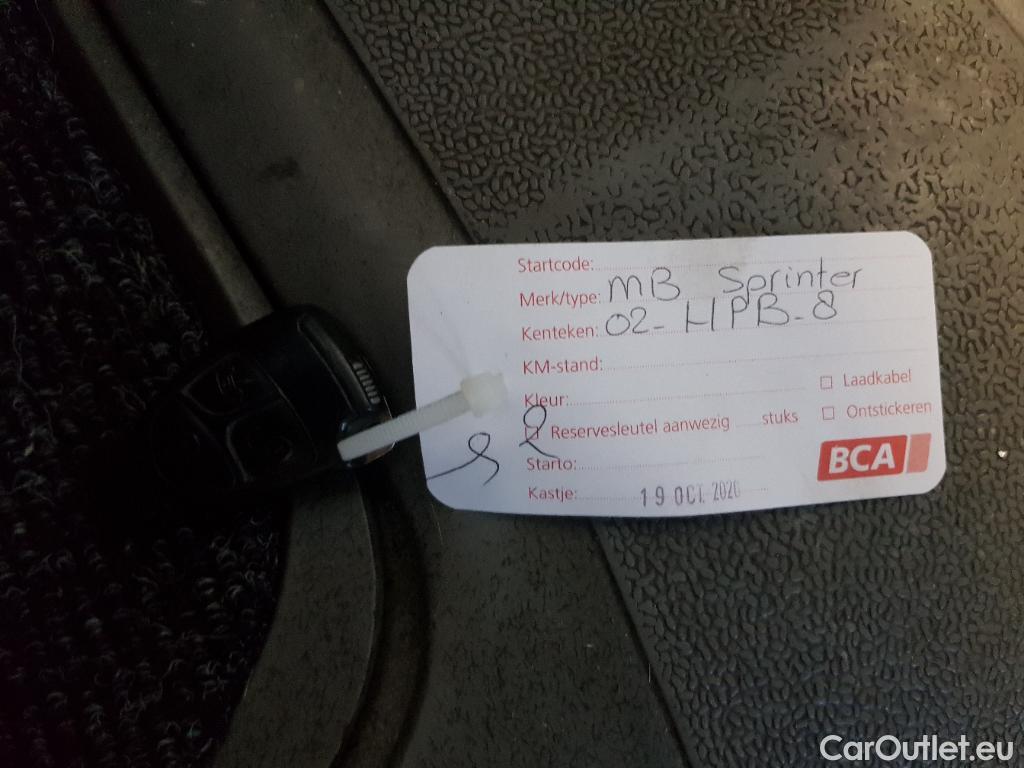 Startcode:
Merk/type: MB Sprinter
Kenteken: 02-HPB-8
KM-stand:
Kleur: □ Laadkabel
□ Reservesleutel aanwezig stuks □ Ontstickeren
Starto:
BCA
Kastje: 19 OCT. 2020
CarOutlet.eu